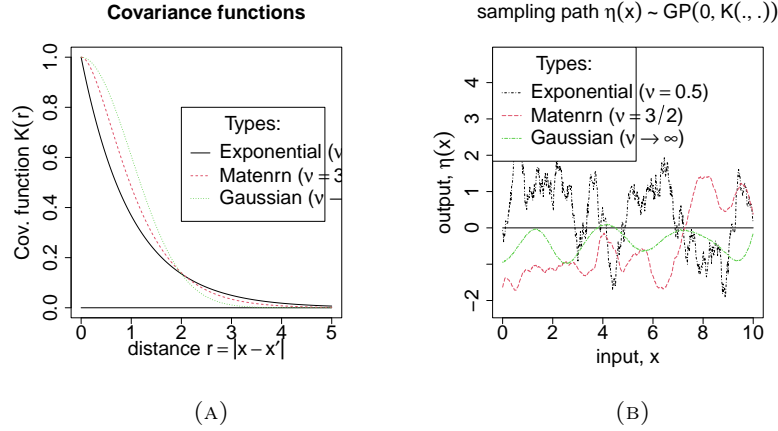 Covariance functions
Cov. function K(r)
1.0
0.8
0.6
0.4
0.2
0.0
Types:
Exponential (ν
Matenrn (ν = 3
Gaussian (ν −
0 1 2 3 4 5
distance r = |x − x′|
(A)
sampling path η(x) ~ GP(0, K(., .))
output, η(x)
4
2
1
0
−2
Types:
Exponential (ν = 0.5)
Matenrn (ν = 3/2)
Gaussian (ν → ∞)
0 2 4 6 8 10
input, x
(B)